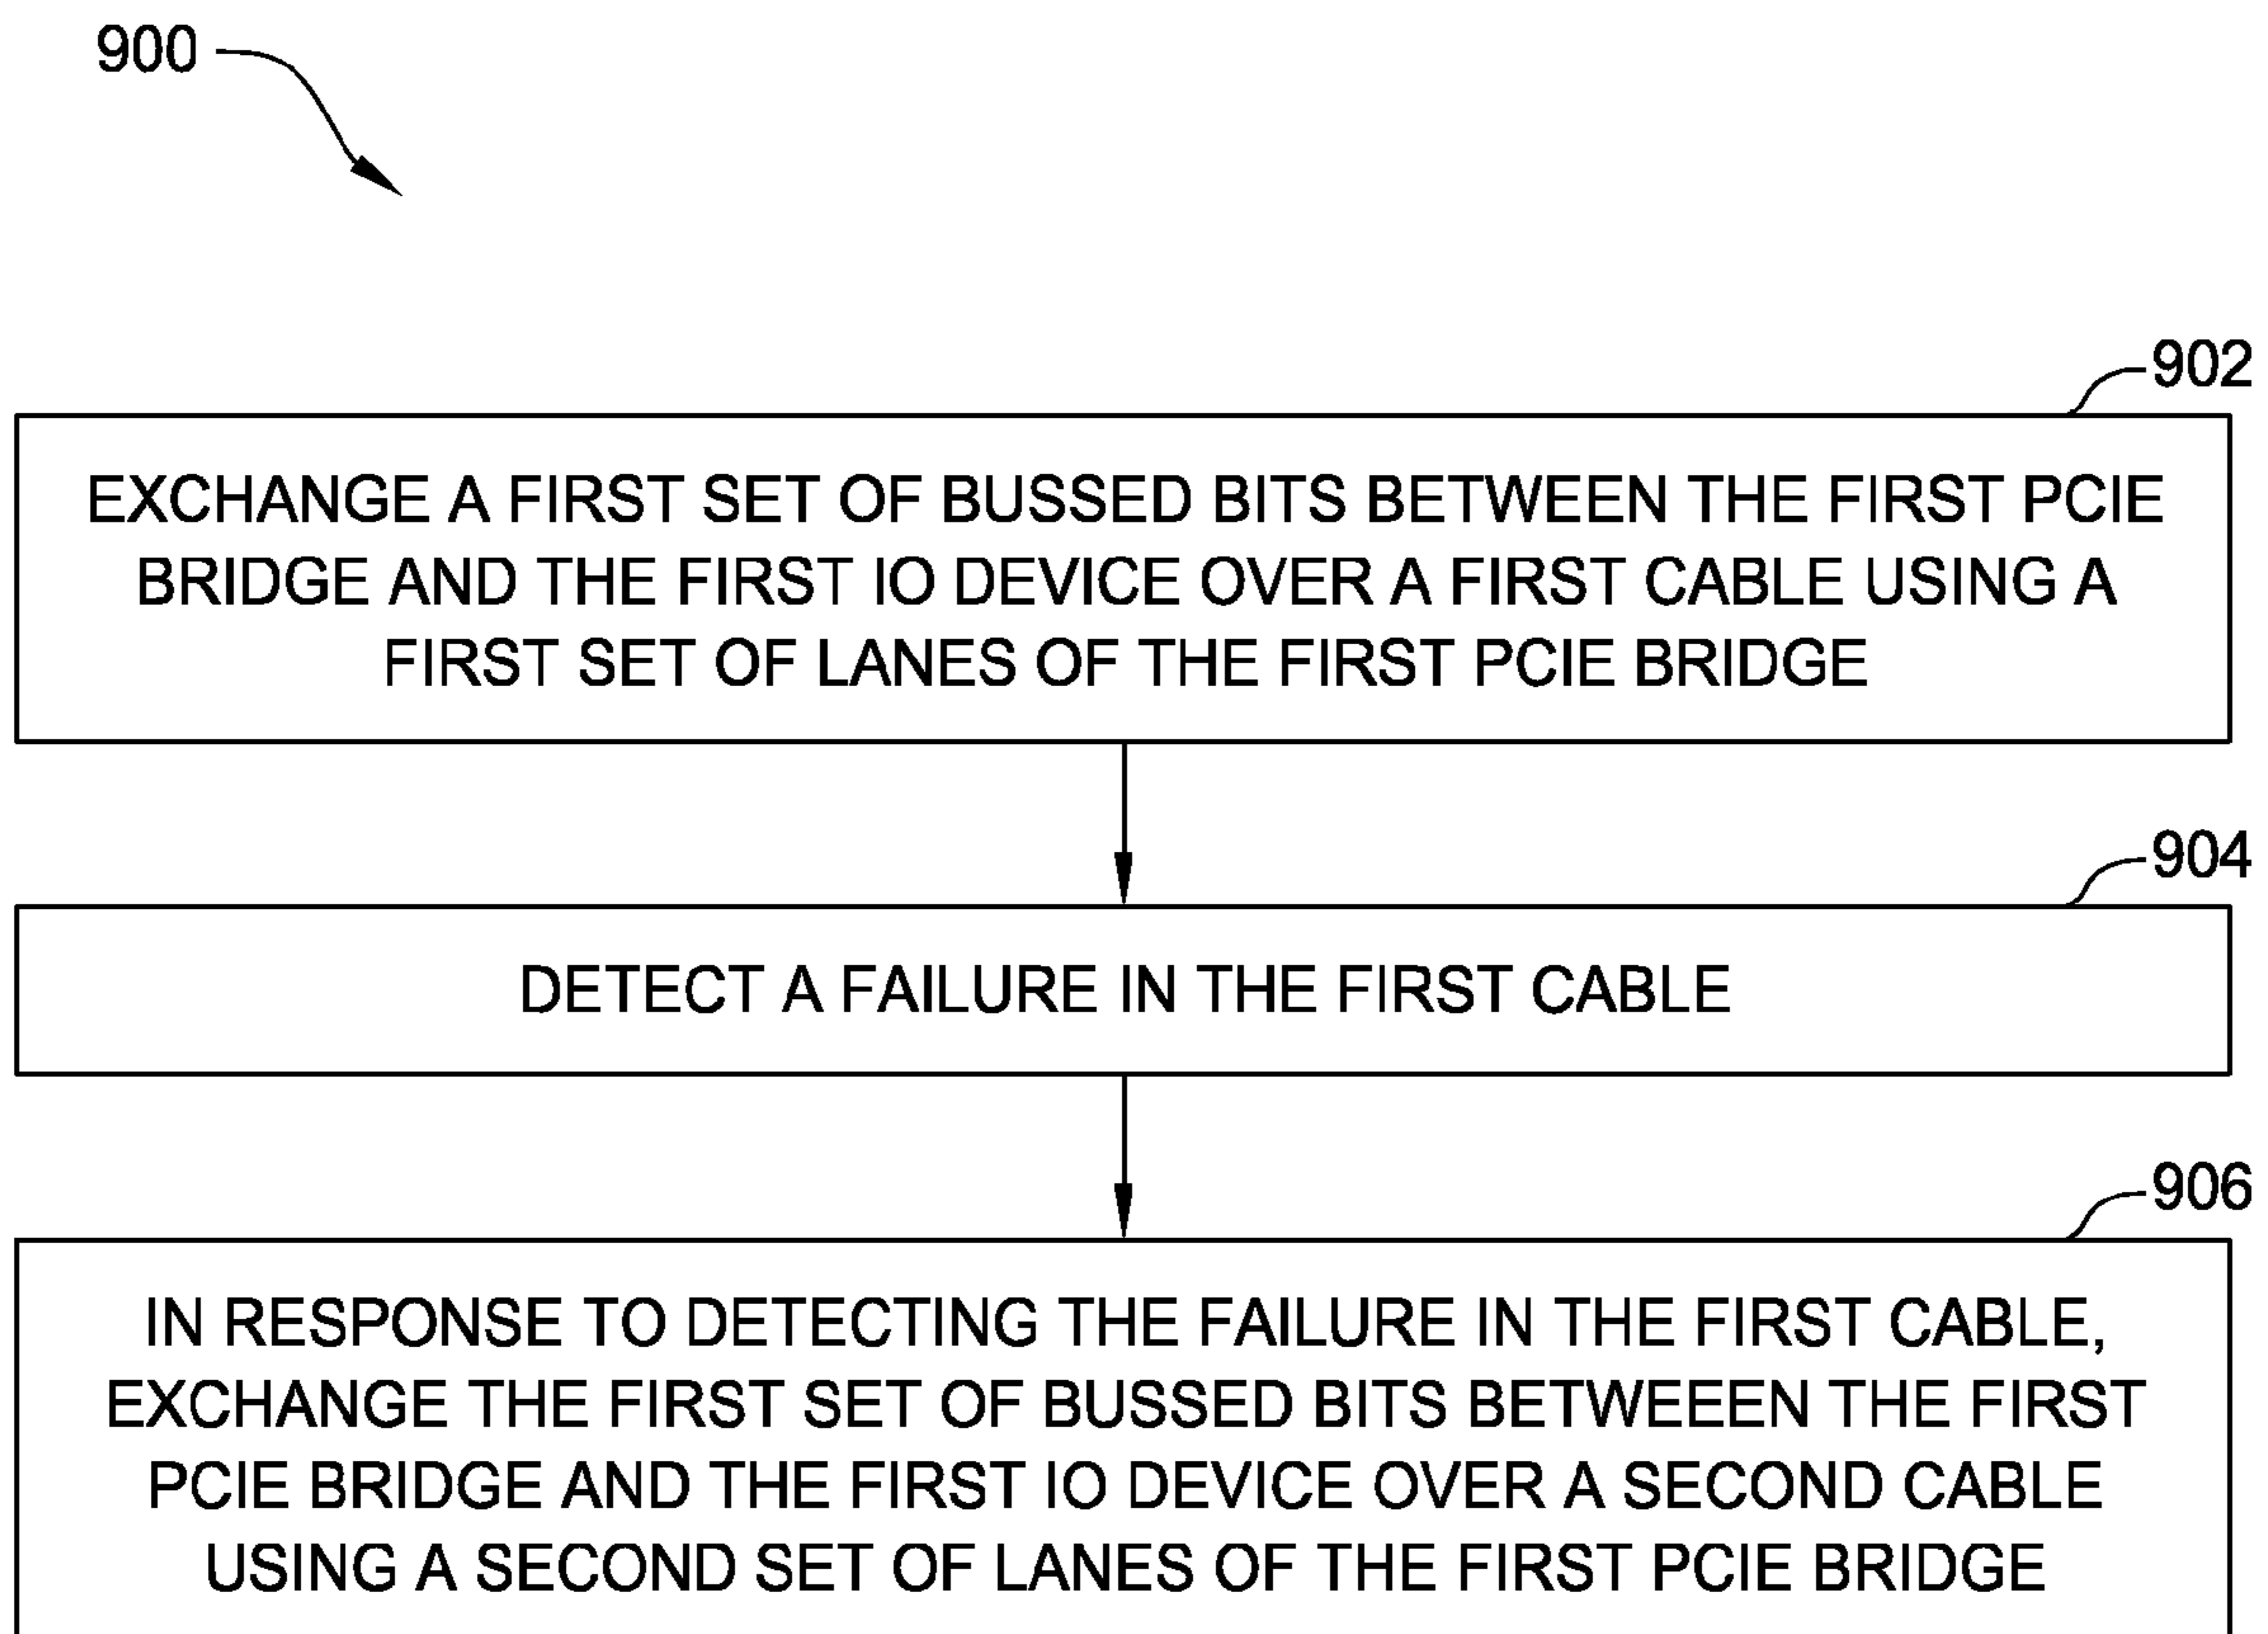 900
902
EXCHANGE A FIRST SET OF BUSSED BITS BETWEEN THE FIRST PCIE
BRIDGE AND THE FIRST IO DEVICE OVER A FIRST CABLE USING A
FIRST SET OF LANES OF THE FIRST PCIE BRIDGE
904
DETECT A FAILURE IN THE FIRST CABLE
906
IN RESPONSE TO DETECTING THE FAILURE IN THE FIRST CABLE,
EXCHANGE THE FIRST SET OF BUSSED BITS BETWEEEN THE FIRST
PCIE BRIDGE AND THE FIRST IO DEVICE OVER A SECOND CABLE
USING A SECOND SET OF LANES OF THE FIRST PCIE BRIDGE